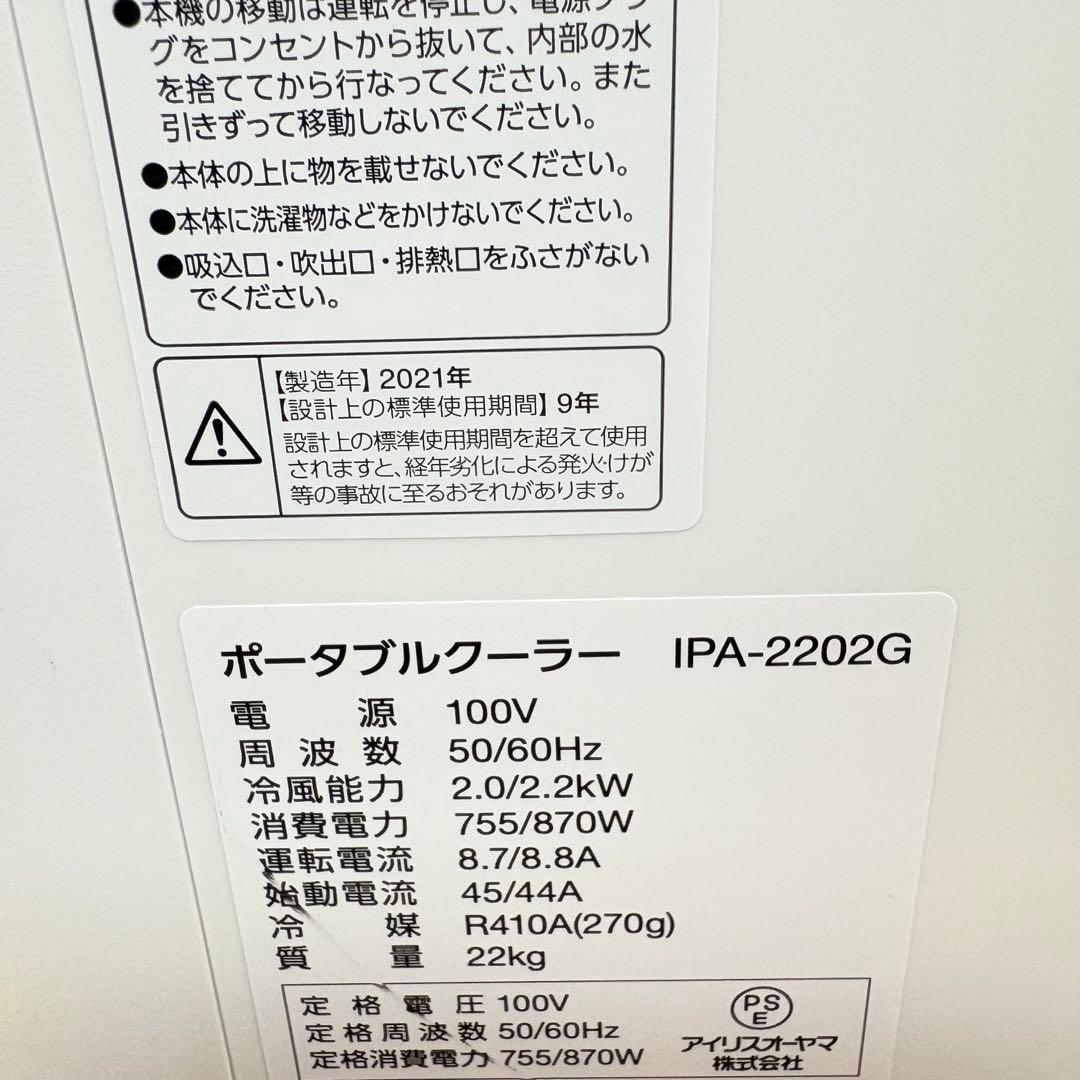 ●本機の移動は運転を停止し、電源プラ
グをコンセントから抜いて、内部の水
を捨ててから行なってください。また
引きずって移動しないでください。
●本体の上に物を載せないでください。
●本体に洗濯物などをかけないでください。
●吸込口・吹出口・排熱口をふさがない
でください。
【製造年】2021年
【設計上の標準使用期間】9年
設計上の標準使用期間を超えて使用
されますと、経年劣化による発火・けが
等の事故に至るおそれがあります。
ポータブルクーラー IPA-2202G
電源 100V
周波数 50/60Hz
冷風能力 2.0/2.2kW
消費電力 755/870W
運転電流 8.7/8.8A
始動電流 45/44A
冷媒 R410A(270g)
質量 22kg
定格電圧 100V
定格周波数 50/60Hz
定格消費電力 755/870W
PSE
アイリスオーヤマ
株式会社